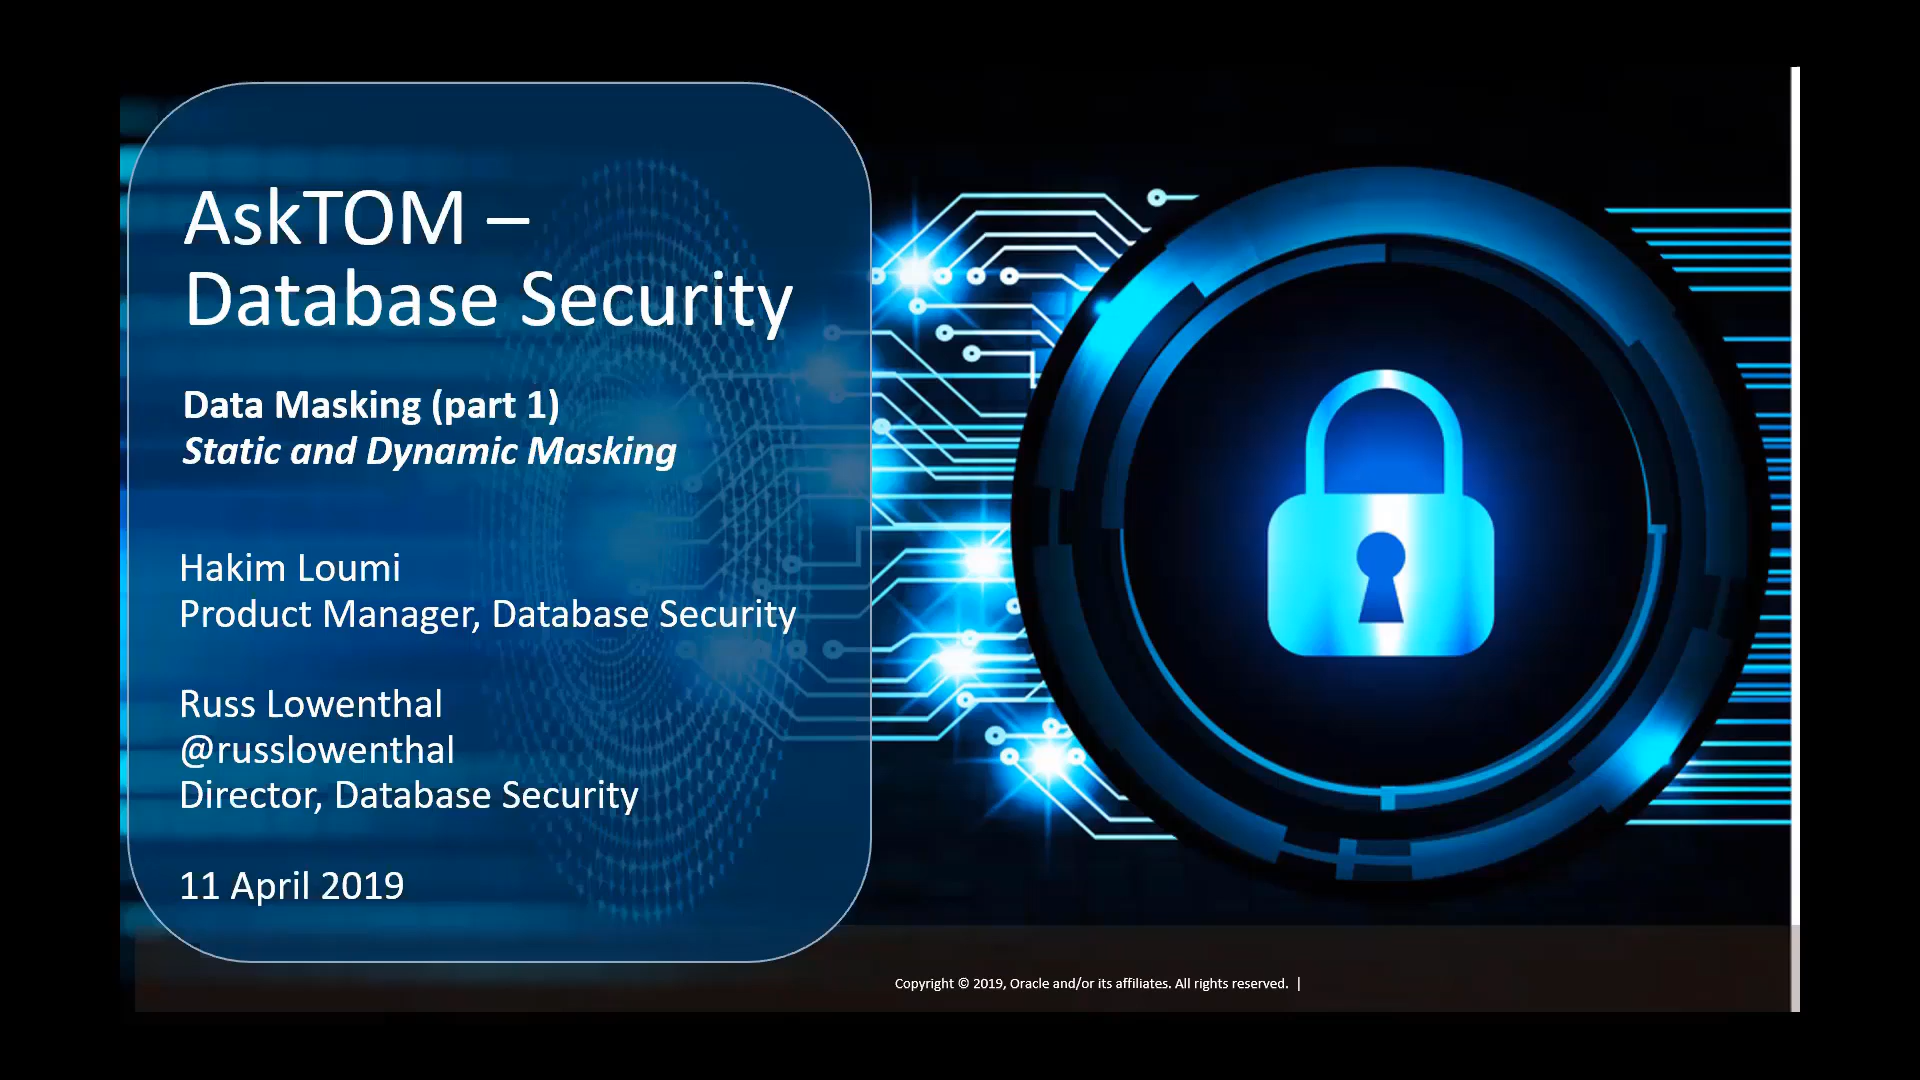 AskTOM –
Database Security
Data Masking (part 1)
Static and Dynamic Masking
Hakim Loumi
Product Manager, Database Security
Russ Lowenthal
@russlowenthal
Director, Database Security
11 April 2019
Copyright © 2019, Oracle and/or its affiliates. All rights reserved. |